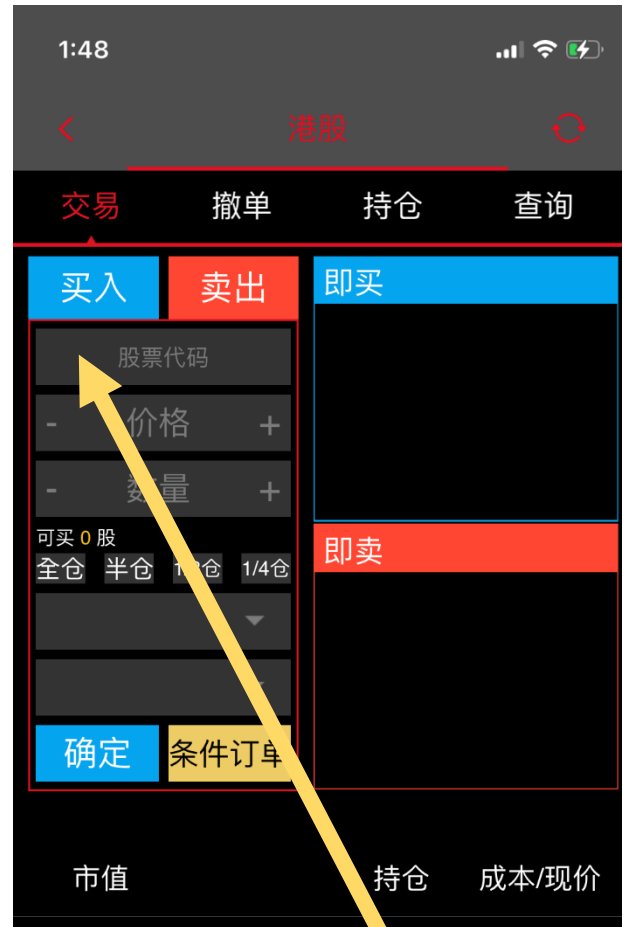 1:48
港股
交易 撤单 持仓 查询
买入 卖出 即买
股票代码
- 价格 +
- 数量 +
可买 0 股
即卖
全仓 半仓 1/4仓
确定 条件订单
市值 持仓 成本/现价